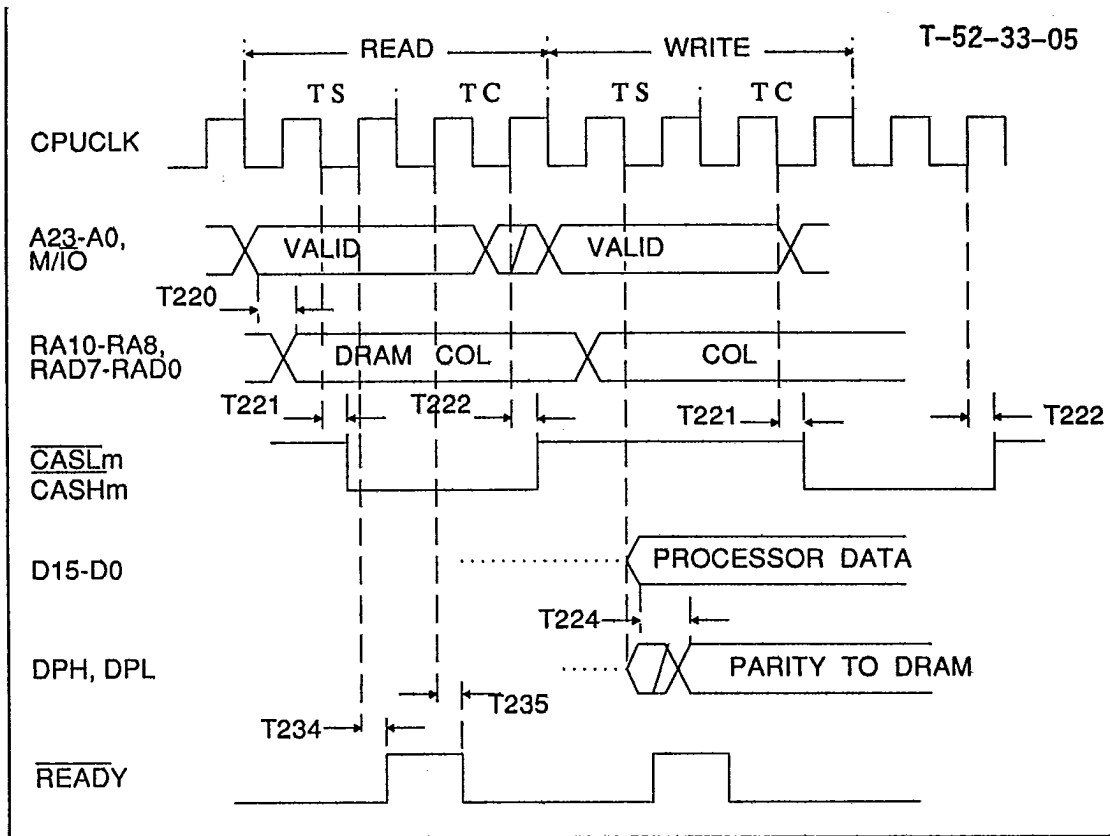 T-52-33-05
READ
WRITE
TS
TC
TS
TC
CPUCLK
A23-A0,
M/IO
VALID
VALID
T220
RA10-RA8,
RAD7-RAD0
DRAM COL
COL
T221
T222
T221
T222
CASLm
CASHm
D15-D0
PROCESSOR DATA
T224
DPH, DPL
PARITY TO DRAM
T235
T234
READY